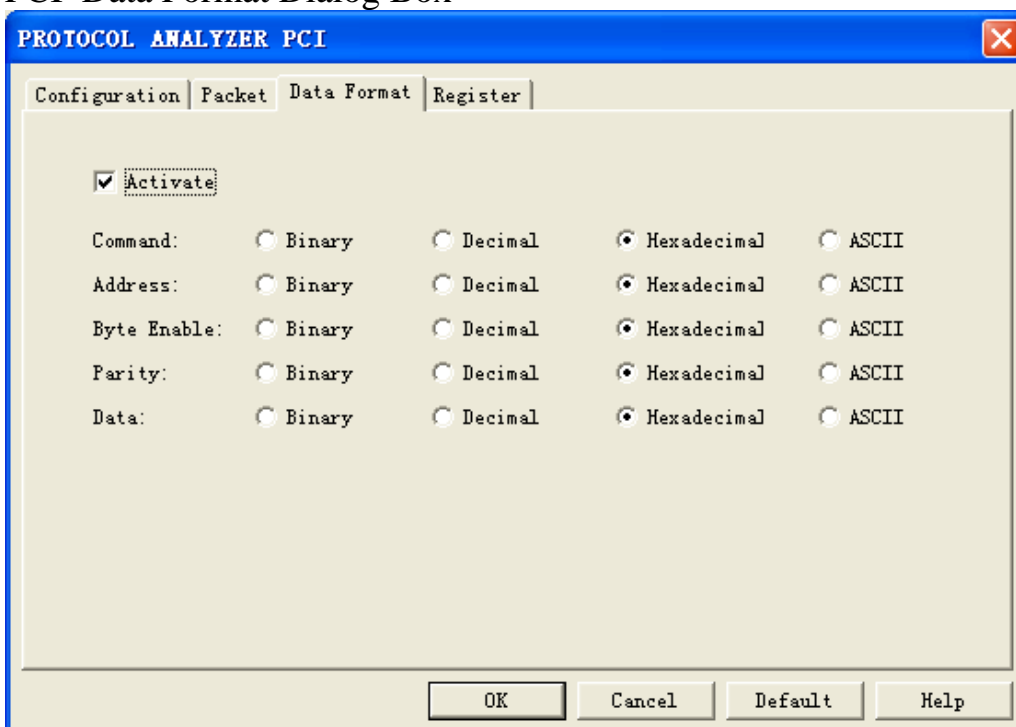 PCI Data Format Dialog Box
PROTOCOL ANALYZER PCI
Configuration Packet Data Format Register
Activate
Command: Binary Decimal Hexadecimal ASCII
Address: Binary Decimal Hexadecimal ASCII
Byte Enable: Binary Decimal Hexadecimal ASCII
Parity: Binary Decimal Hexadecimal ASCII
Data: Binary Decimal Hexadecimal ASCII
OK Cancel Default Help